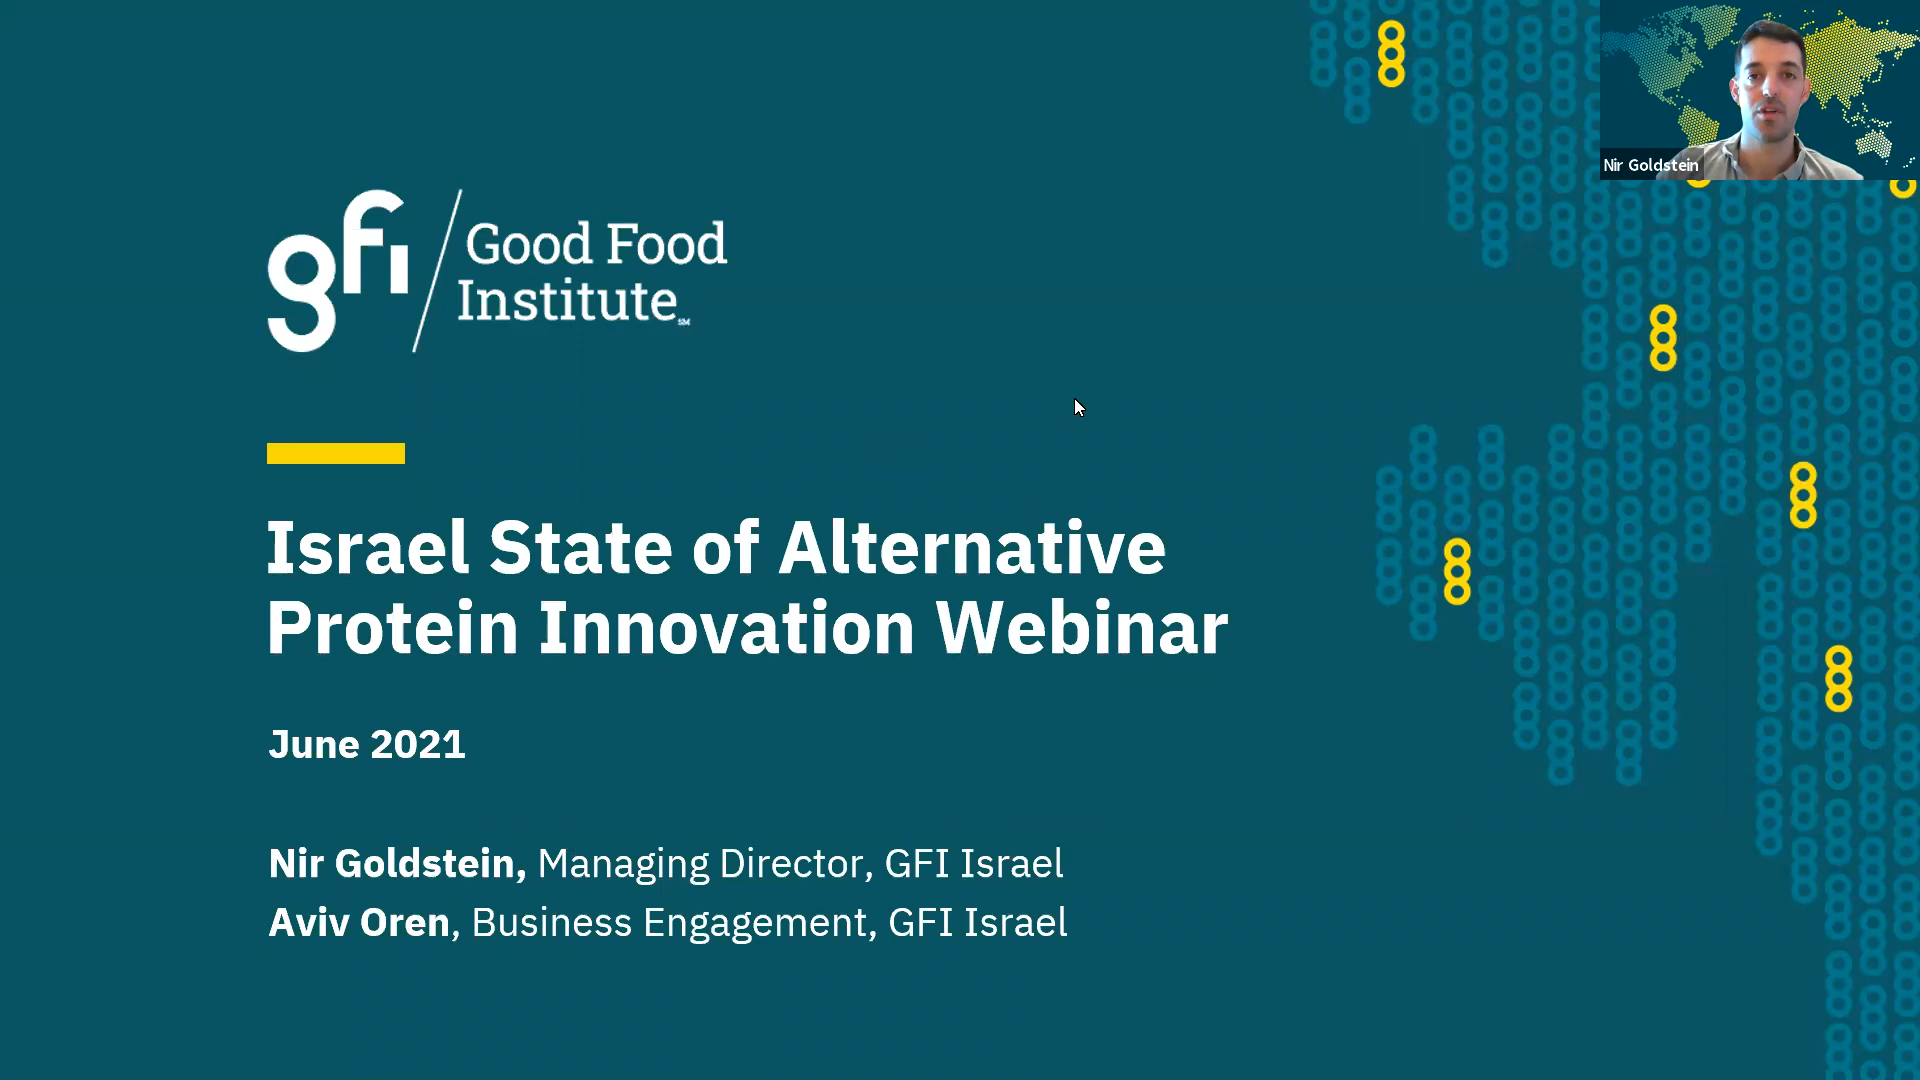 Nir Goldstein
gfi
Good Food
Institute℠
Israel State of Alternative
Protein Innovation Webinar
June 2021
Nir Goldstein, Managing Director, GFI Israel
Aviv Oren, Business Engagement, GFI Israel